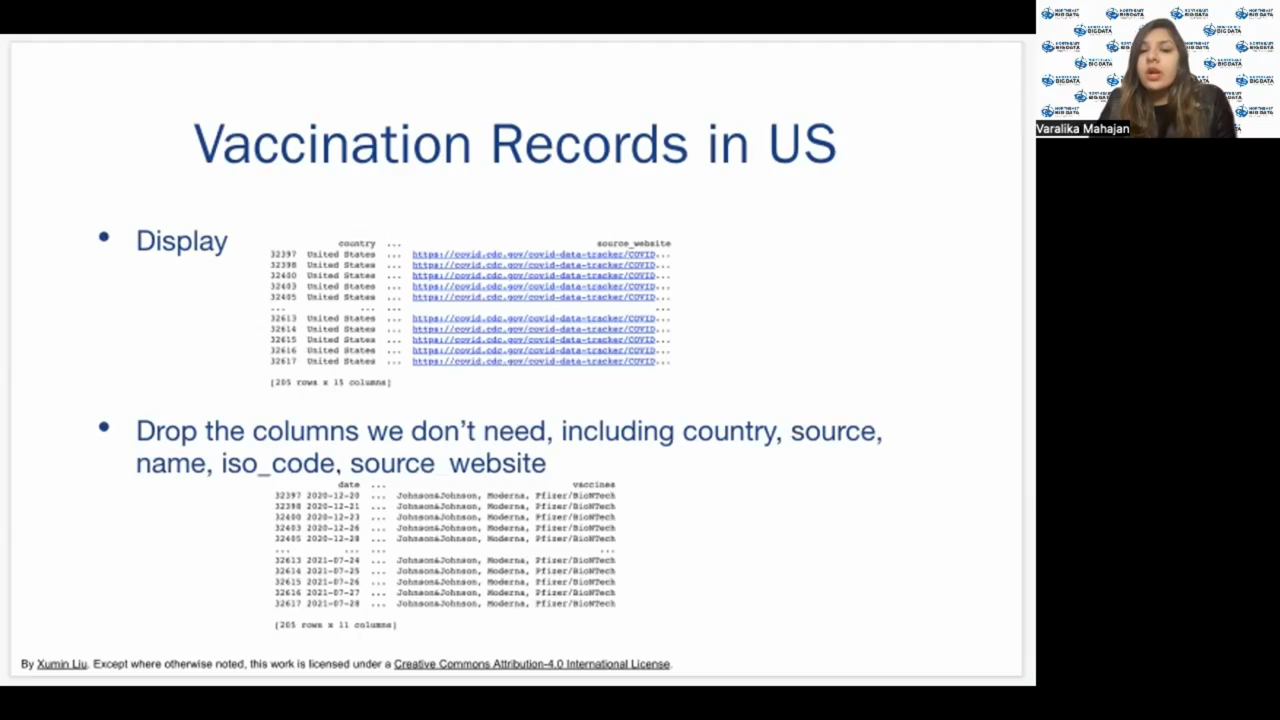 Vaccination Records in US
• Display
country ... source_website
32397 United States ... https://covid.cdc.gov/covid-data-tracker/COVID...
32398 United States ... https://covid.cdc.gov/covid-data-tracker/COVID...
32400 United States ... https://covid.cdc.gov/covid-data-tracker/COVID...
32403 United States ... https://covid.cdc.gov/covid-data-tracker/COVID...
32405 United States ... https://covid.cdc.gov/covid-data-tracker/COVID...
... ... ... ...
32613 United States ... https://covid.cdc.gov/covid-data-tracker/COVID...
32614 United States ... https://covid.cdc.gov/covid-data-tracker/COVID...
32615 United States ... https://covid.cdc.gov/covid-data-tracker/COVID...
32616 United States ... https://covid.cdc.gov/covid-data-tracker/COVID...
32617 United States ... https://covid.cdc.gov/covid-data-tracker/COVID...
[205 rows x 15 columns]
• Drop the columns we don’t need, including country, source,
name, iso_code, source_website
date ... vaccines
32397 2020-12-20 ... Johnson&Johnson, Moderna, Pfizer/BioNTech
32398 2020-12-21 ... Johnson&Johnson, Moderna, Pfizer/BioNTech
32400 2020-12-23 ... Johnson&Johnson, Moderna, Pfizer/BioNTech
32403 2020-12-26 ... Johnson&Johnson, Moderna, Pfizer/BioNTech
32405 2020-12-28 ... Johnson&Johnson, Moderna, Pfizer/BioNTech
... ... ... ...
32613 2021-07-24 ... Johnson&Johnson, Moderna, Pfizer/BioNTech
32614 2021-07-25 ... Johnson&Johnson, Moderna, Pfizer/BioNTech
32615 2021-07-26 ... Johnson&Johnson, Moderna, Pfizer/BioNTech
32616 2021-07-27 ... Johnson&Johnson, Moderna, Pfizer/BioNTech
32617 2021-07-28 ... Johnson&Johnson, Moderna, Pfizer/BioNTech
[205 rows x 11 columns]
By Xumin Liu. Except where otherwise noted, this work is licensed under a Creative Commons Attribution-4.0 International License.
NORTHEAST
BIG DATA
Varalika Mahajan